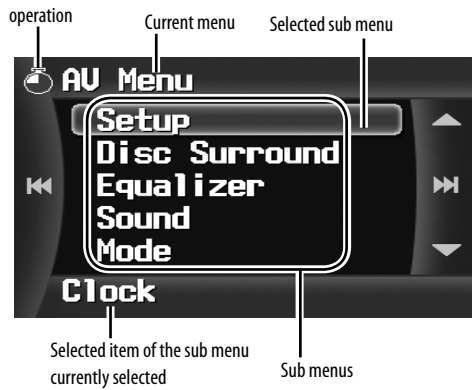 operation
Current menu
Selected sub menu
AV Menu
Setup
Disc Surround
Equalizer
Sound
Mode
Clock
Selected item of the sub menu
currently selected
Sub menus